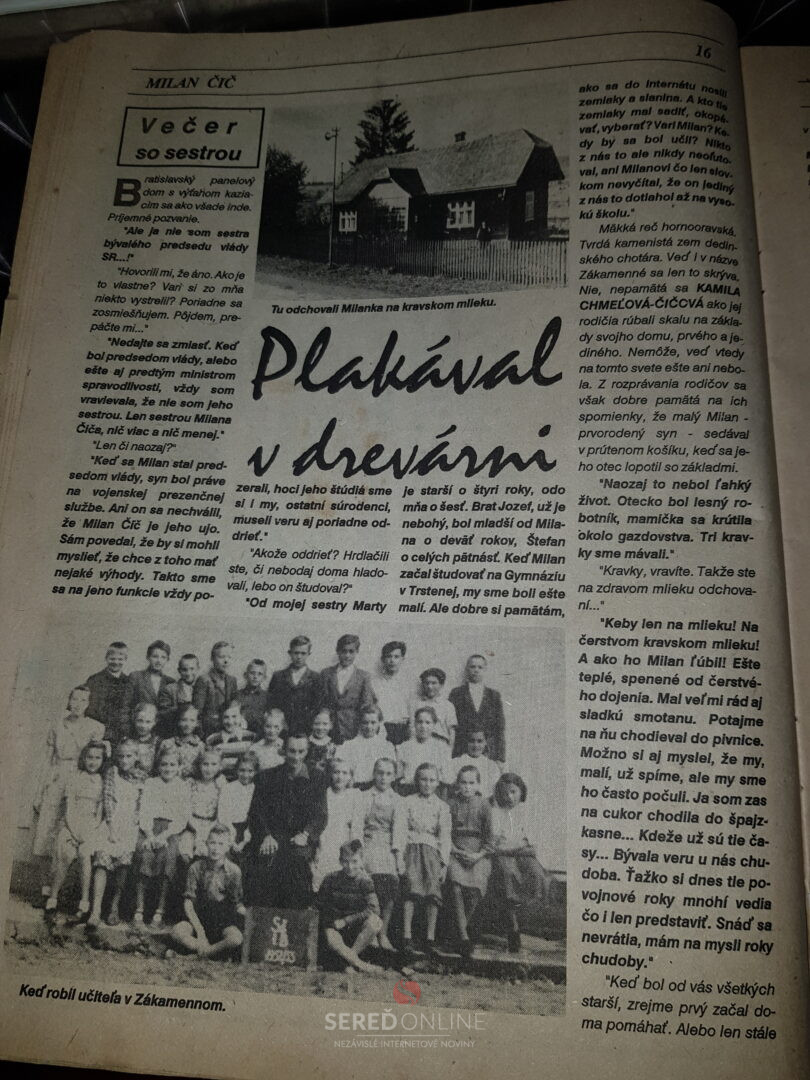 16
MILAN ČIČ
Večer
so sestrou
Bratislavský panelový
dom s výťahom kaziacim
sa ako všade inde.
Príjemné pozvanie.
"Ale ja nie som sestra
bývalého predsedu vlády
SR...!"
"Hovorili mi, že áno. Ako je
to vlastne? Vari si zo mňa
niekto vystrelil? Poriadne sa
zosmiešňujem. Pôjdem, pre-
páčte mi..."
"Nedajte sa zmiasť. Keď
bol predsedom vlády, alebo
ešte aj predtým ministrom
spravodlivosti, vždy som
vravievala, že nie som jeho
sestrou. Len sestrou Milana
Čiča, nič viac a nič menej."
"Len či naozaj?"
"Keď sa Milan stal pred-
sedom vlády, syn bol práve
na vojenskej prezenčnej
službe. Ani on sa nechválil,
že Milan Čič je jeho ujo.
Sám povedal, že by si mohli
myslieť, že chce z toho mať
nejaké výhody. Takto sme
sa na jeho funkcie vždy po-
Tu odchovali Milanka na kravskom mlieku.
Plakával
v drevárni
zerali, hoci jeho štúdiá sme
si i my, ostatní súrodenci,
museli veru aj poriadne od-
drieť."
"Akože oddrieť? Hrdlačili
ste, či nebodaj doma hlado-
vali, lebo on študoval?"
"Od mojej sestry Marty
je starší o štyri roky, odo
mňa o šesť. Brat Jozef, už je
nebohý, bol mladší od Mila-
na o deväť rokov, Štefan
o celých pätnásť. Keď Milan
začal študovať na Gymnáziu
v Trstenej, my sme boli ešte
malí. Ale dobre si pamätám,
ako sa do internátu nosili
zemiaky a slanina. A kto tie
zemiaky mal sadiť, okopá-
vať, vyberať? Vari Milan? Ke-
dy by sa bol učil? Nikto
z nás to ale nikdy neoľuto-
val, ani Milanovi čo len slov-
kom nevyčítal, že on jediný
z nás to dotiahol až na vyso-
kú školu."
Mäkká reč hornooravská.
Tvrdá kamenistá zem dedin-
ského chotára. Veď i v názve
Zákamenné sa len to skrýva.
Nie, nepamätá sa KAMILA
CHMEĽOVÁ-ČIČOVÁ ako jej
rodičia rúbali skalu na zákla-
dy svojho domu, prvého a je-
diného. Nemôže, veď vtedy
na tomto svete ešte ani nebo-
la. Z rozprávania rodičov sa
však dobre pamätá na ich
spomienky, že malý Milan -
prvorodený syn - sedával
v prútenom košíku, keď sa je-
ho otec lopotil so základmi.
"Naozaj to nebol ľahký
život. Otecko bol lesný ro-
botník, mamička sa krútila
okolo gazdovstva. Tri krav-
ky sme mávali."
"Kravky, vravíte. Takže ste
na zdravom mlieku odchova-
ní..."
"Keby len na mlieku! Na
čerstvom kravskom mlieku!
A ako ho Milan ľúbil! Ešte
teplé, spenené od čerstvé-
ho dojenia. Mal veľmi rád aj
sladkú smotanu. Potajme
na ňu chodieval do pivnice.
Možno si aj myslel, že my,
malí, už spíme, ale my sme
ho často počuli. Ja som zas
na cukor chodila do špajz-
kasne... Kdeže už sú tie ča-
sy... Bývala veru u nás chu-
doba. Ťažko si dnes tie po-
vojnové roky mnohí vedia
čo i len predstaviť. Snáď sa
nevrátia, mám na mysli roky
chudoby."
"Keď bol od vás všetkých
starší, zrejme prvý začal do-
ma pomáhať. Alebo len stále
Keď robil učiteľa v Zákamennom.
SEREĎONLINE
NEZÁVISLÉ INTERNETOVÉ NOVINY